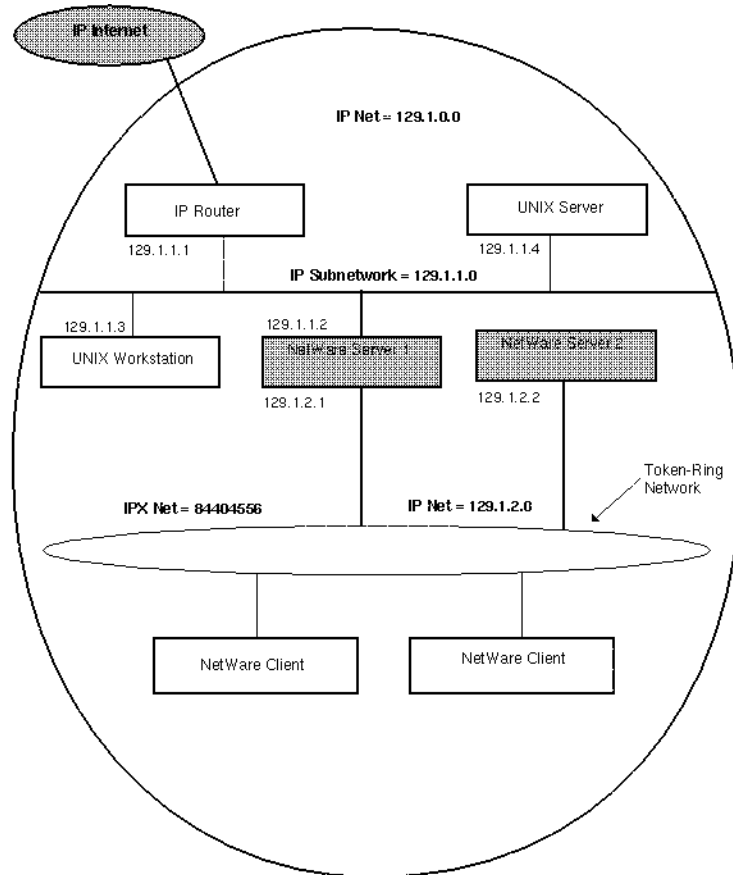 IP Internet
IP Net = 129.1.0.0
IP Router
UNIX Server
129.1.1.1
129.1.1.4
IP Subnetwork = 129.1.1.0
129.1.1.3
129.1.1.2
UNIX Workstation
NetWare Server 1
NetWare Server 2
129.1.2.1
129.1.2.2
Token-Ring
Network
IPX Net = 84404556
IP Net = 129.1.2.0
NetWare Client
NetWare Client